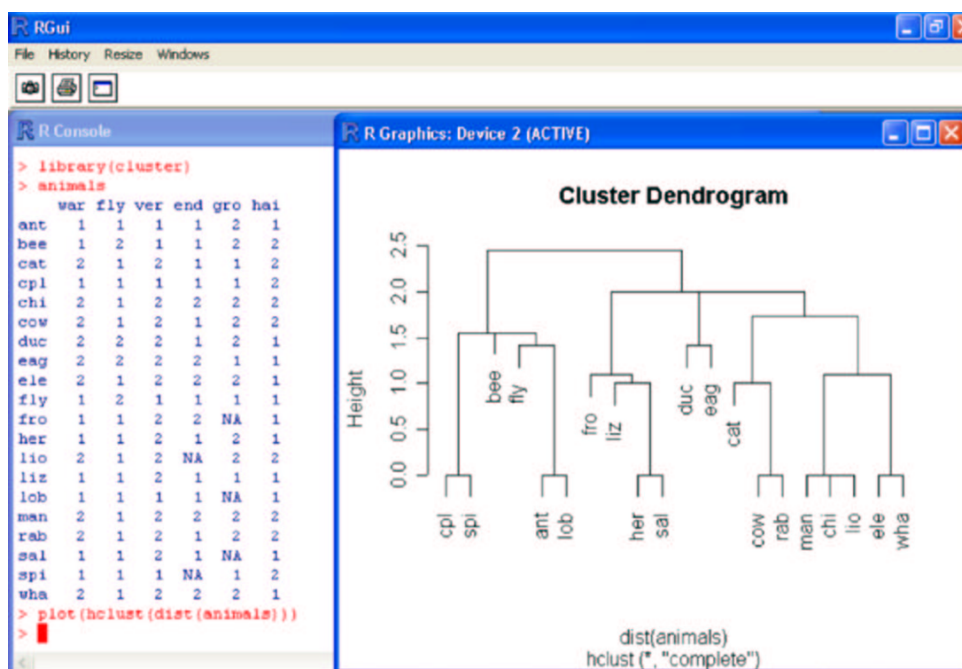 RGui
File History Resize Windows
R Console
> library(cluster)
> animals
war fly ver end gro hai
ant 1 1 1 1 2 1
bee 1 2 1 1 2 2
cat 2 1 2 1 1 2
cpl 1 1 1 1 1 2
chi 2 1 2 2 2 2
cow 2 1 2 1 2 2
duc 2 2 2 1 2 1
eag 2 2 2 2 1 1
ele 2 1 2 2 2 1
fly 1 2 1 1 1 1
fro 1 1 2 2 NA 1
her 1 1 2 1 2 1
lio 2 1 2 NA 2 2
liz 1 1 2 1 1 1
lob 1 1 1 1 NA 1
man 2 1 2 2 2 2
rab 2 1 2 1 2 2
sal 1 1 2 1 NA 1
spi 1 1 1 NA 1 2
wha 2 1 2 2 2 1
> plot(hclust(dist(animals)))
>
R Graphics: Device 2 (ACTIVE)
Cluster Dendrogram
Height
2.5
2.0
1.5
1.0
0.5
0.0
cpl
spi
bee
fly
ant
lob
fro
liz
her
sal
duc
eag
cat
cow
rab
man
chi
lio
ele
wha
dist(animals)
hclust (*, "complete")